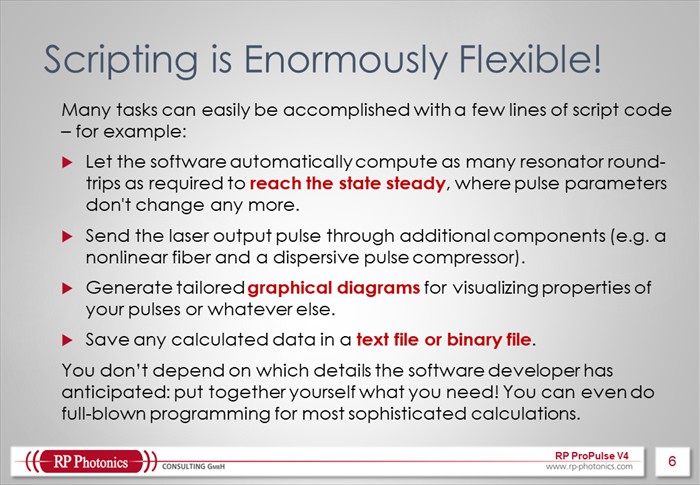 Scripting is Enormously Flexible!
Many tasks can easily be accomplished with a few lines of script code
– for example:
Let the software automatically compute as many resonator round-
trips as required to reach the state steady, where pulse parameters
don't change any more.
Send the laser output pulse through additional components (e.g. a
nonlinear fiber and a dispersive pulse compressor).
Generate tailored graphical diagrams for visualizing properties of
your pulses or whatever else.
Save any calculated data in a text file or binary file.
You don’t depend on which details the software developer has
anticipated: put together yourself what you need! You can even do
full-blown programming for most sophisticated calculations.
RP Photonics
CONSULTING GmbH
RP ProPulse V4
www.rp-photonics.com
6